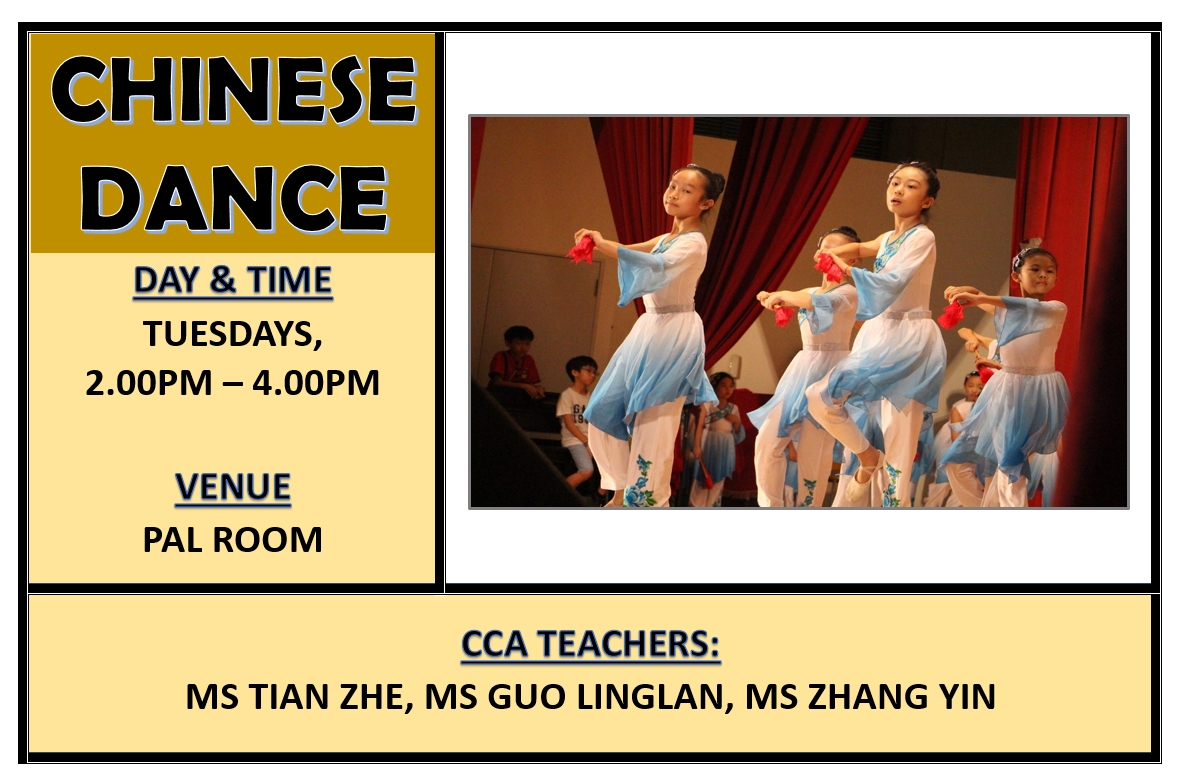 CHINESE
DANCE
DAY & TIME
TUESDAYS,
2.00PM – 4.00PM
VENUE
PAL ROOM
CCA TEACHERS:
MS TIAN ZHE, MS GUO LINGLAN, MS ZHANG YIN